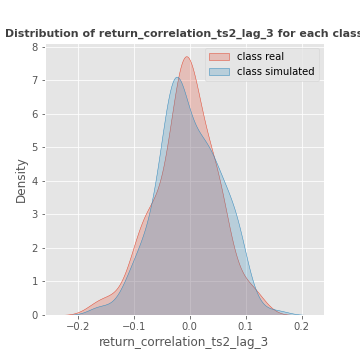 Distribution of return_correlation_ts2_lag_3 for each class
class real
class simulated
8
7
6
5
4
3
2
1
0
Density
−0.2 −0.1 0.0 0.1 0.2
return_correlation_ts2_lag_3